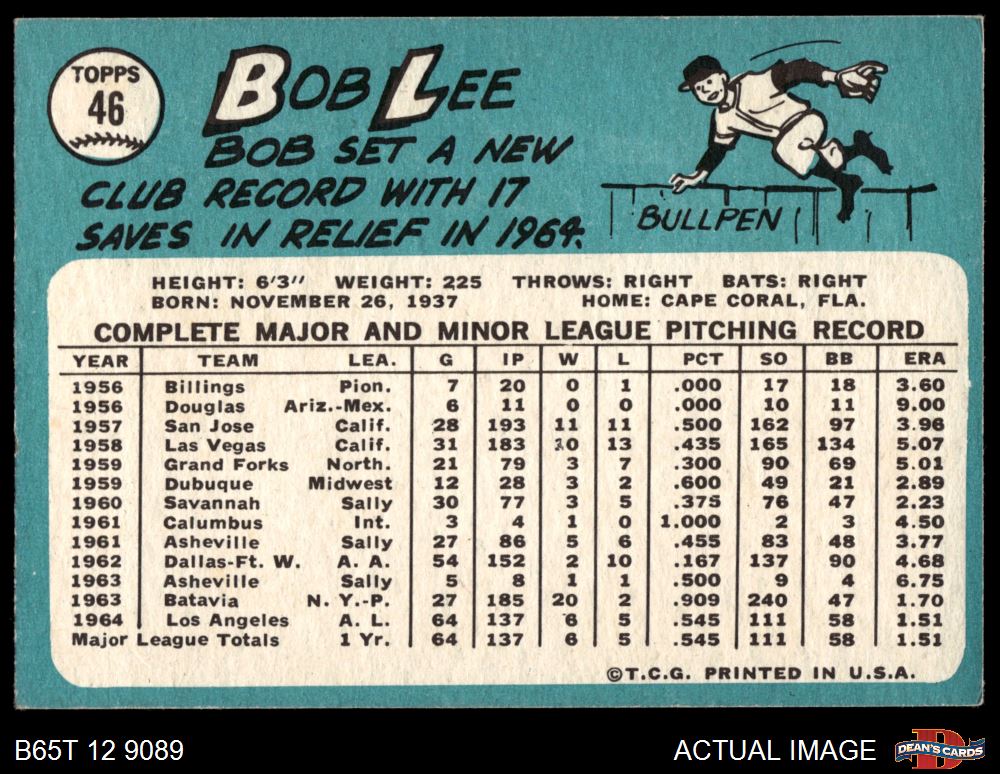 TOPPS
46
BOB LEE
BOB SET A NEW
CLUB RECORD WITH 17
SAVES IN RELIEF IN 1964.
BULLPEN
HEIGHT: 6'3" WEIGHT: 225 THROWS: RIGHT BATS: RIGHT
BORN: NOVEMBER 26, 1937 HOME: CAPE CORAL, FLA.
COMPLETE MAJOR AND MINOR LEAGUE PITCHING RECORD
YEAR TEAM LEA. G IP W L PCT SO BB ERA
1956 Billings Pion. 7 20 0 1 .000 17 18 3.60
1956 Douglas Ariz.-Mex. 6 11 0 0 .000 10 11 9.00
1957 San Jose Calif. 28 193 11 11 .500 162 97 3.96
1958 Las Vegas Calif. 31 183 10 13 .435 165 134 5.07
1959 Grand Forks North. 21 79 3 7 .300 90 69 5.01
1959 Dubuque Midwest 12 28 3 2 .600 49 21 2.89
1960 Savannah Sally 30 77 3 5 .375 76 47 2.23
1961 Calumbus Int. 3 4 1 0 1.000 2 3 4.50
1961 Asheville Sally 27 86 5 6 .455 83 48 3.77
1962 Dallas-Ft. W. A. A. 54 152 2 10 .167 137 90 4.68
1963 Asheville Sally 5 8 1 1 .500 9 4 6.75
1963 Batavia N. Y.-P. 27 185 20 2 .909 240 47 1.70
1964 Los Angeles A. L. 64 137 6 5 .545 111 58 1.51
Major League Totals 1 Yr. 64 137 6 5 .545 111 58 1.51
©T.C.G. PRINTED IN U.S.A.
B65T 12 9089 ACTUAL IMAGE
D
DEAN'S CARDS